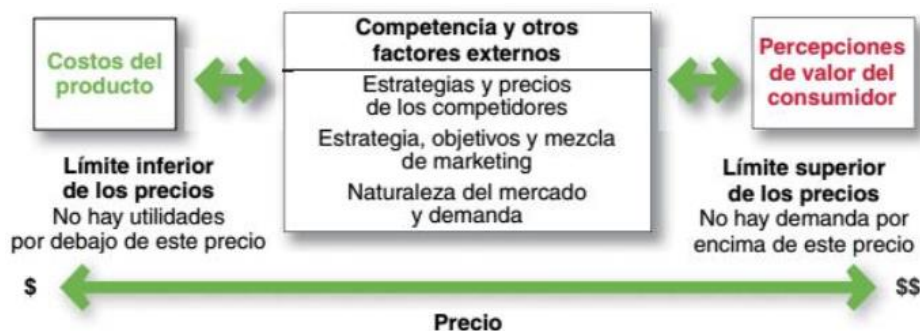 Costos del
producto
Competencia y otros
factores externos
Estrategias y precios
de los competidores
Estrategia, objetivos y mezcla
de marketing
Naturaleza del mercado
y demanda
Percepciones
de valor del
consumidor
Límite inferior
de los precios
No hay utilidades
por debajo de este precio
Límite superior
de los precios
No hay demanda por
encima de este precio
$
$$
Precio